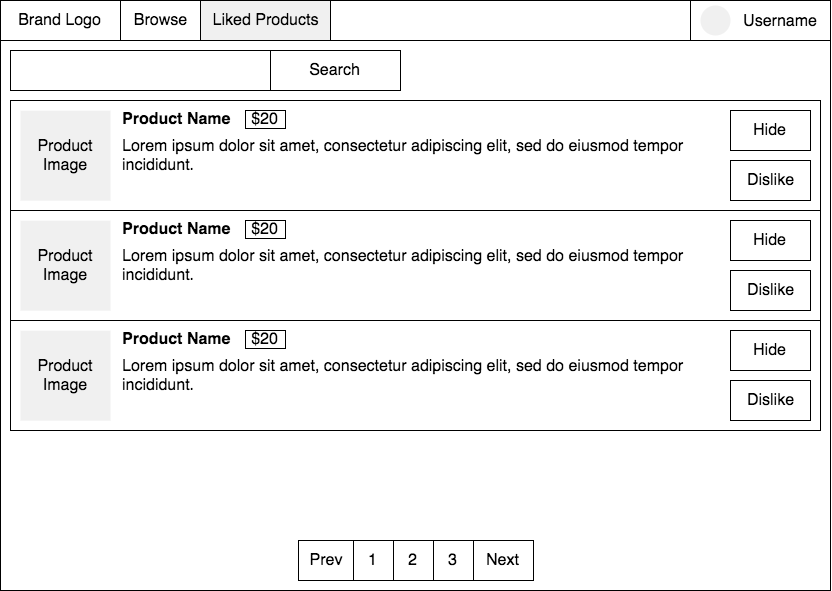 Brand Logo Browse Liked Products Username
Search
Product Image
Product Name $20
Lorem ipsum dolor sit amet, consectetur adipiscing elit, sed do eiusmod tempor
incididunt.
Hide
Dislike
Product Image
Product Name $20
Lorem ipsum dolor sit amet, consectetur adipiscing elit, sed do eiusmod tempor
incididunt.
Hide
Dislike
Product Image
Product Name $20
Lorem ipsum dolor sit amet, consectetur adipiscing elit, sed do eiusmod tempor
incididunt.
Hide
Dislike
Prev 1 2 3 Next